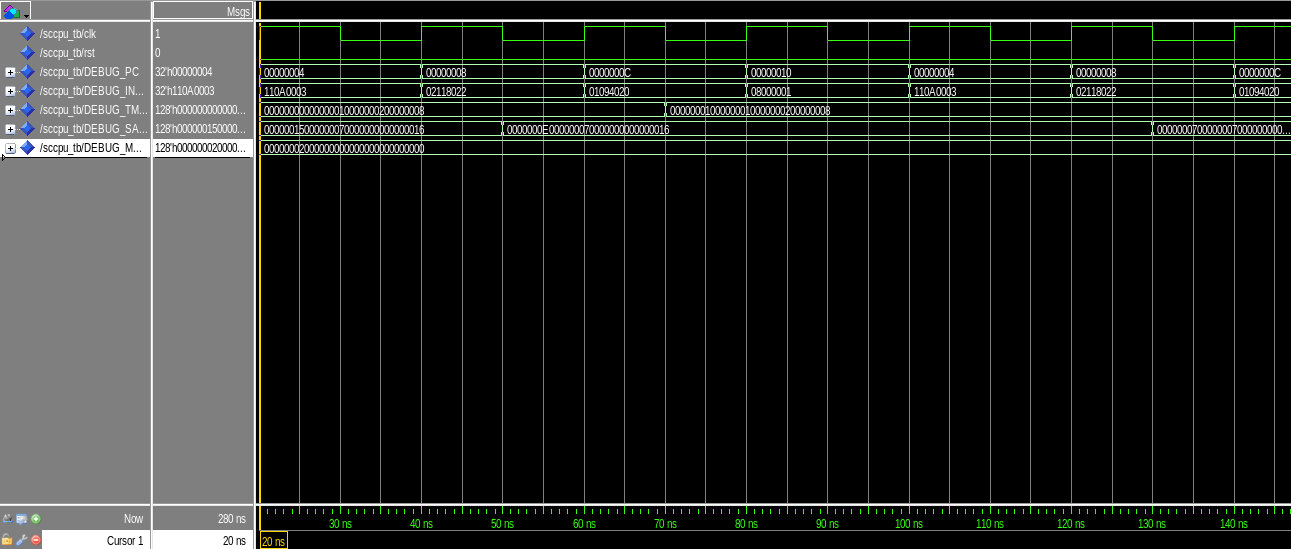 Msgs
/sccpu_tb/clk 1
/sccpu_tb/rst 0
/sccpu_tb/DEBUG_PC 32'h00000004 00000004 00000008 0000000C 00000010 00000004 00000008 0000000C
/sccpu_tb/DEBUG_IN... 32'h110A0003 110A0003 02118022 01094020 08000001 110A0003 02118022 01094020
/sccpu_tb/DEBUG_TM... 128'h000000000000... 00000000000000010000000200000008 00000001000000010000000200000008
/sccpu_tb/DEBUG_SA... 128'h000000150000... 00000015000000070000000000000016 0000000E000000070000000000000016 00000007000000070000000...
/sccpu_tb/DEBUG_M... 128'h000000020000... 00000002000000000000000000000000
Now 280 ns 30 ns 40 ns 50 ns 60 ns 70 ns 80 ns 90 ns 100 ns 110 ns 120 ns 130 ns 140 ns
Cursor 1 20 ns 20 ns